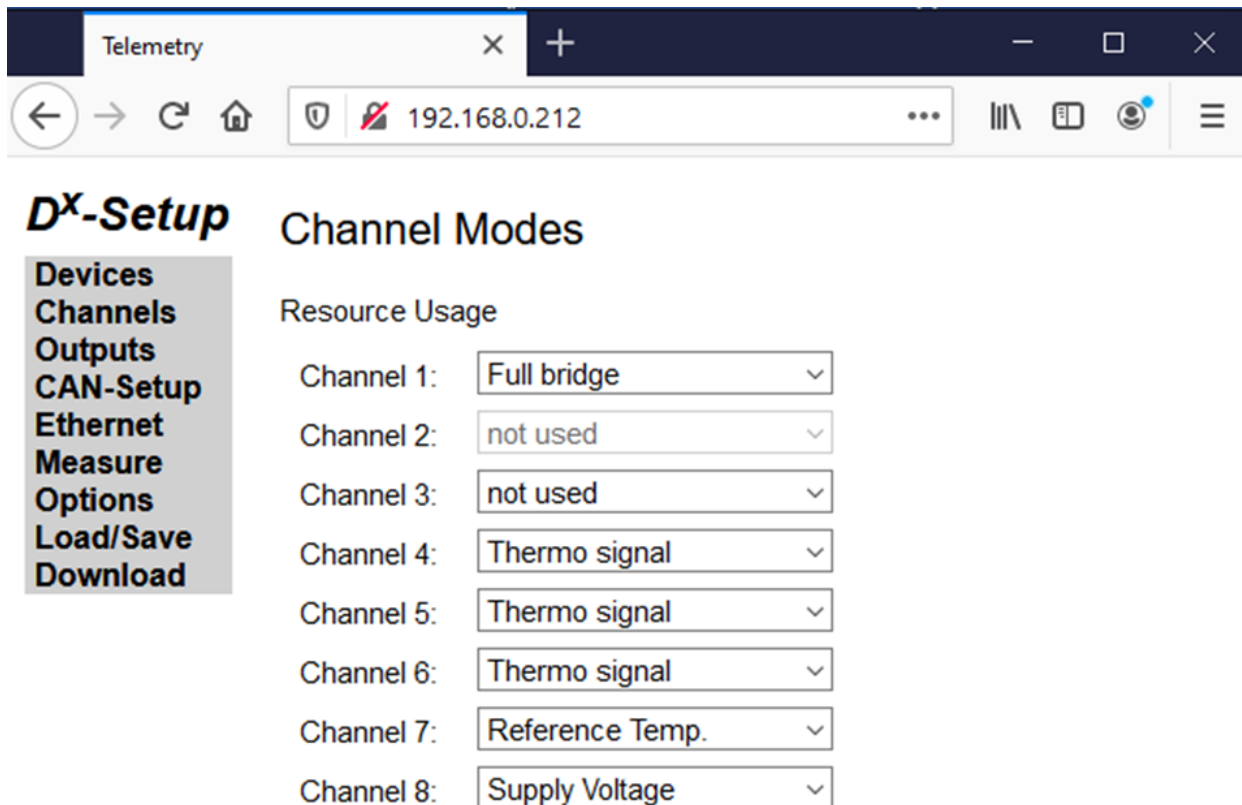 Telemetry
192.168.0.212
Dx-Setup
Devices
Channels
Outputs
CAN-Setup
Ethernet
Measure
Options
Load/Save
Download
Channel Modes
Resource Usage
Channel 1: Full bridge
Channel 2: not used
Channel 3: not used
Channel 4: Thermo signal
Channel 5: Thermo signal
Channel 6: Thermo signal
Channel 7: Reference Temp.
Channel 8: Supply Voltage